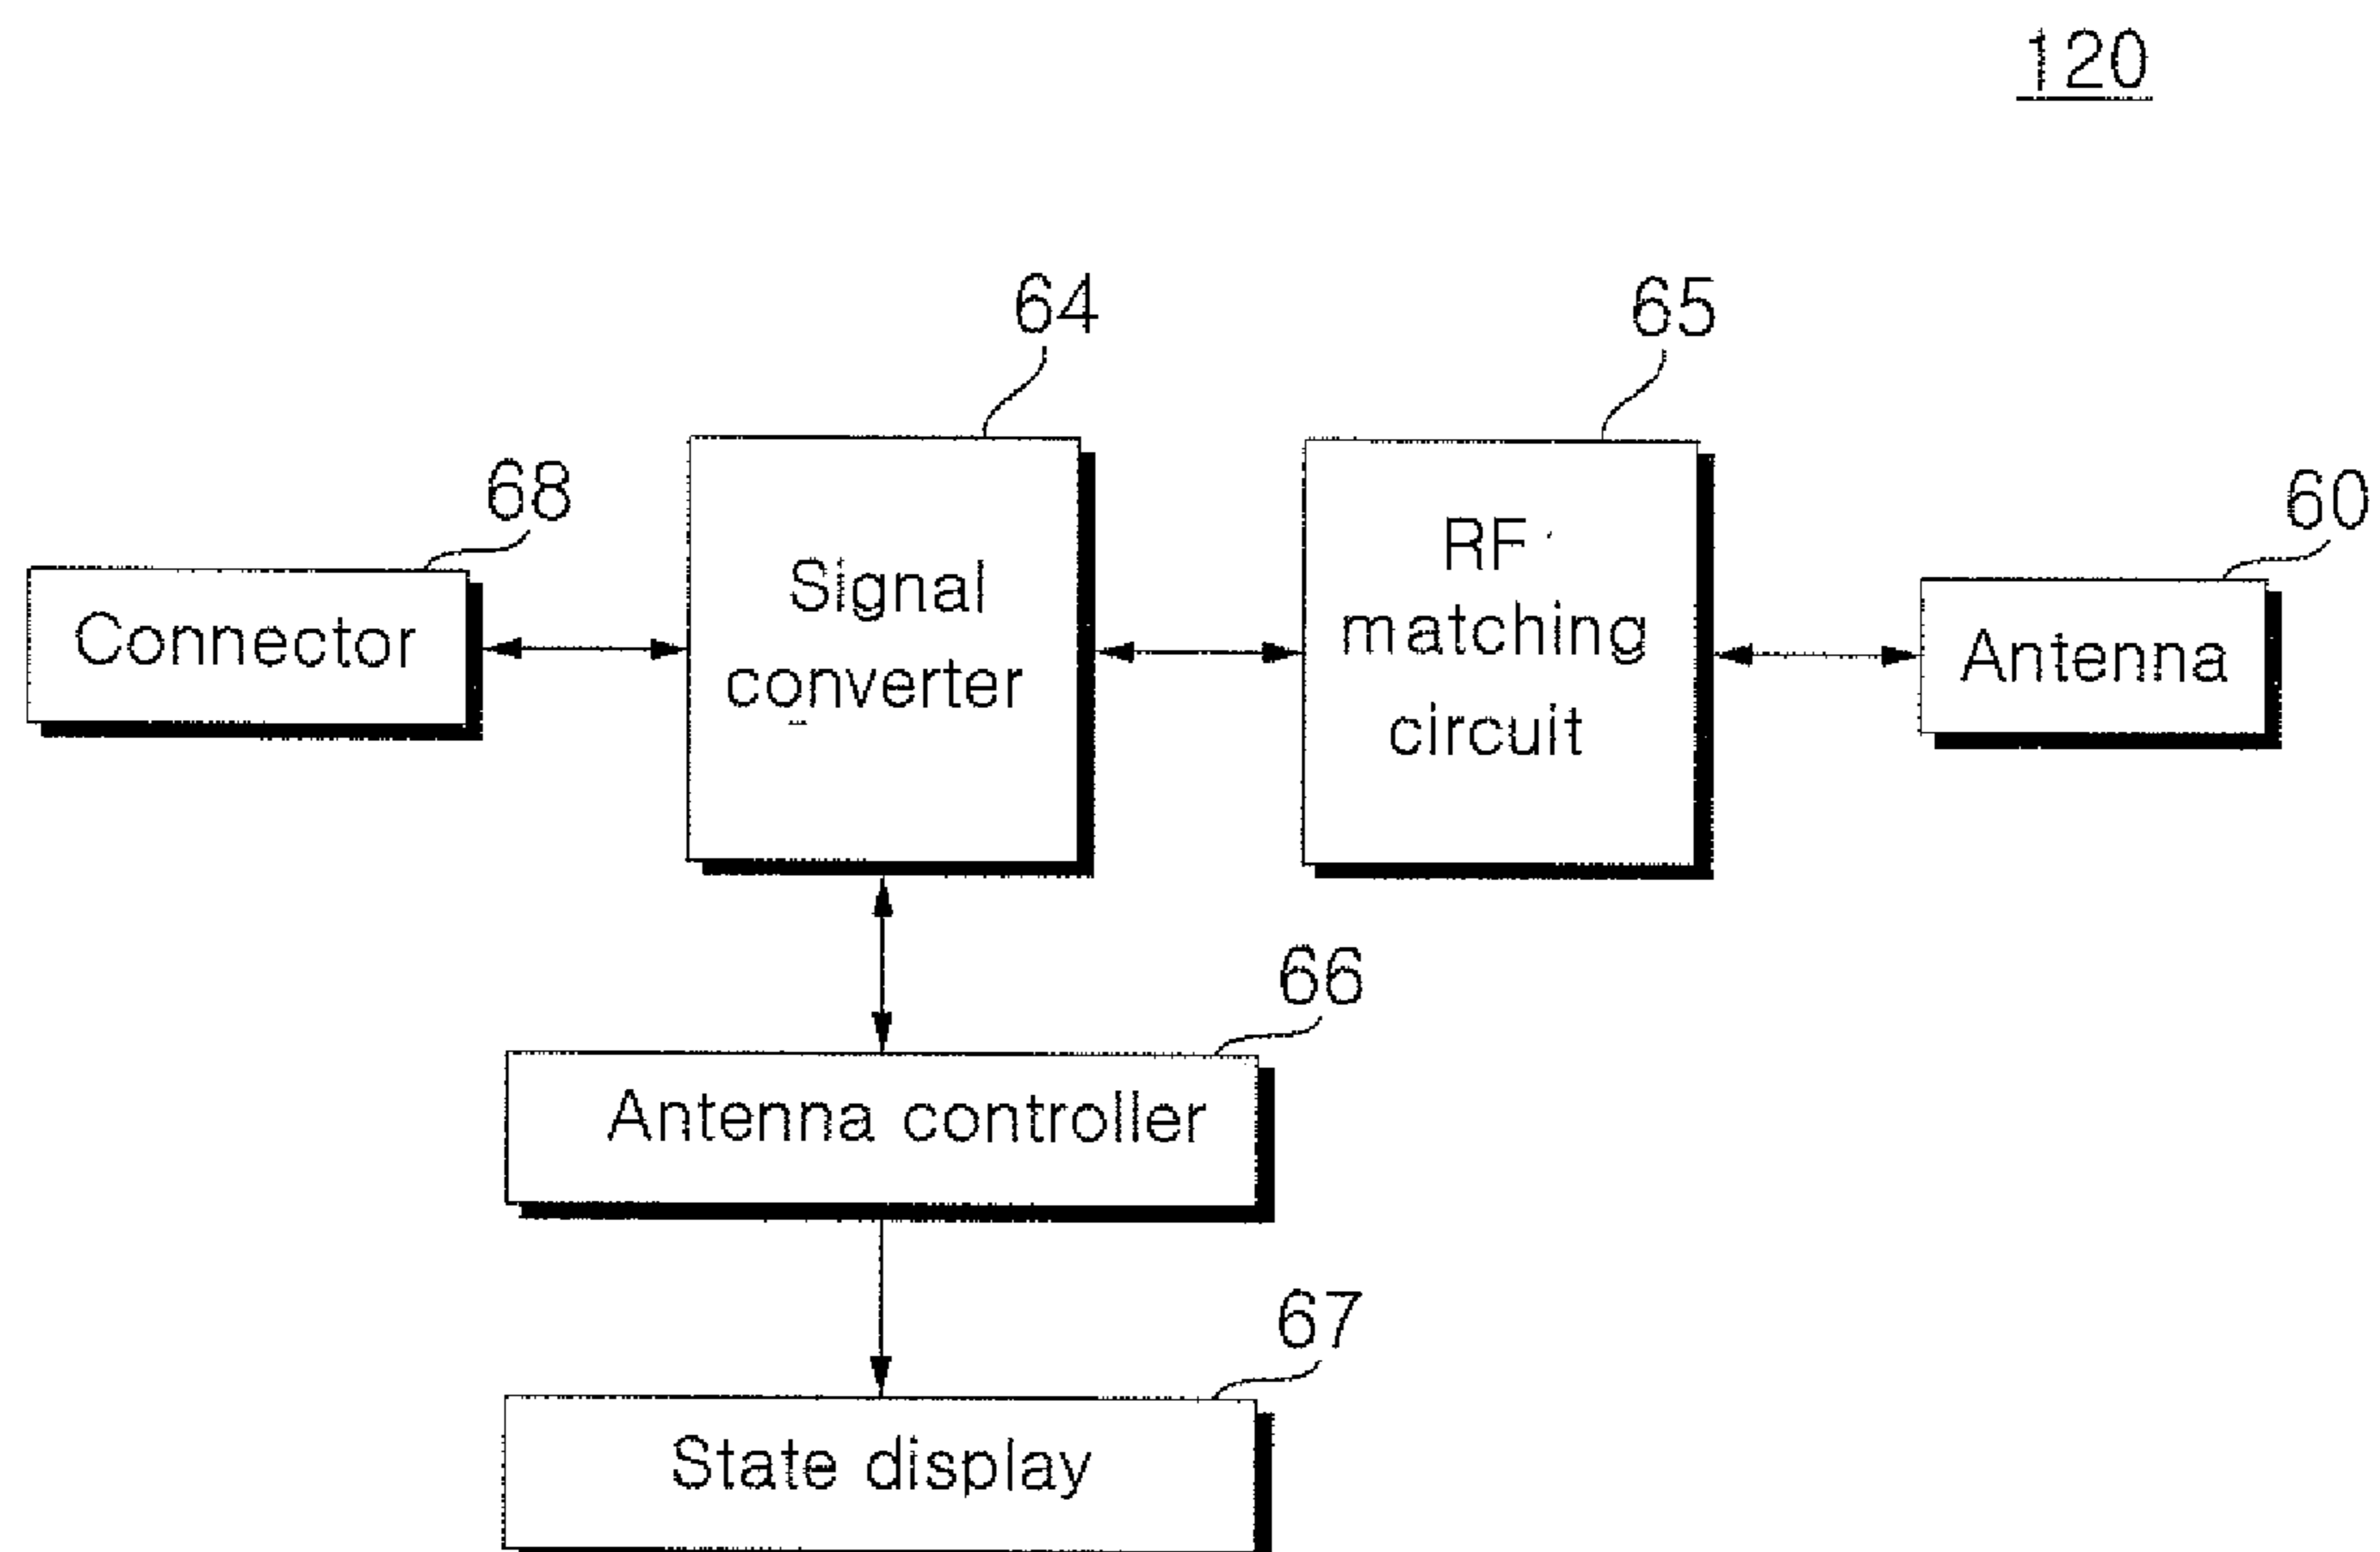 120
64
65
68
60
Connector
Signal
converter
RF
matching
circuit
Antenna
66
Antenna controller
67
State display